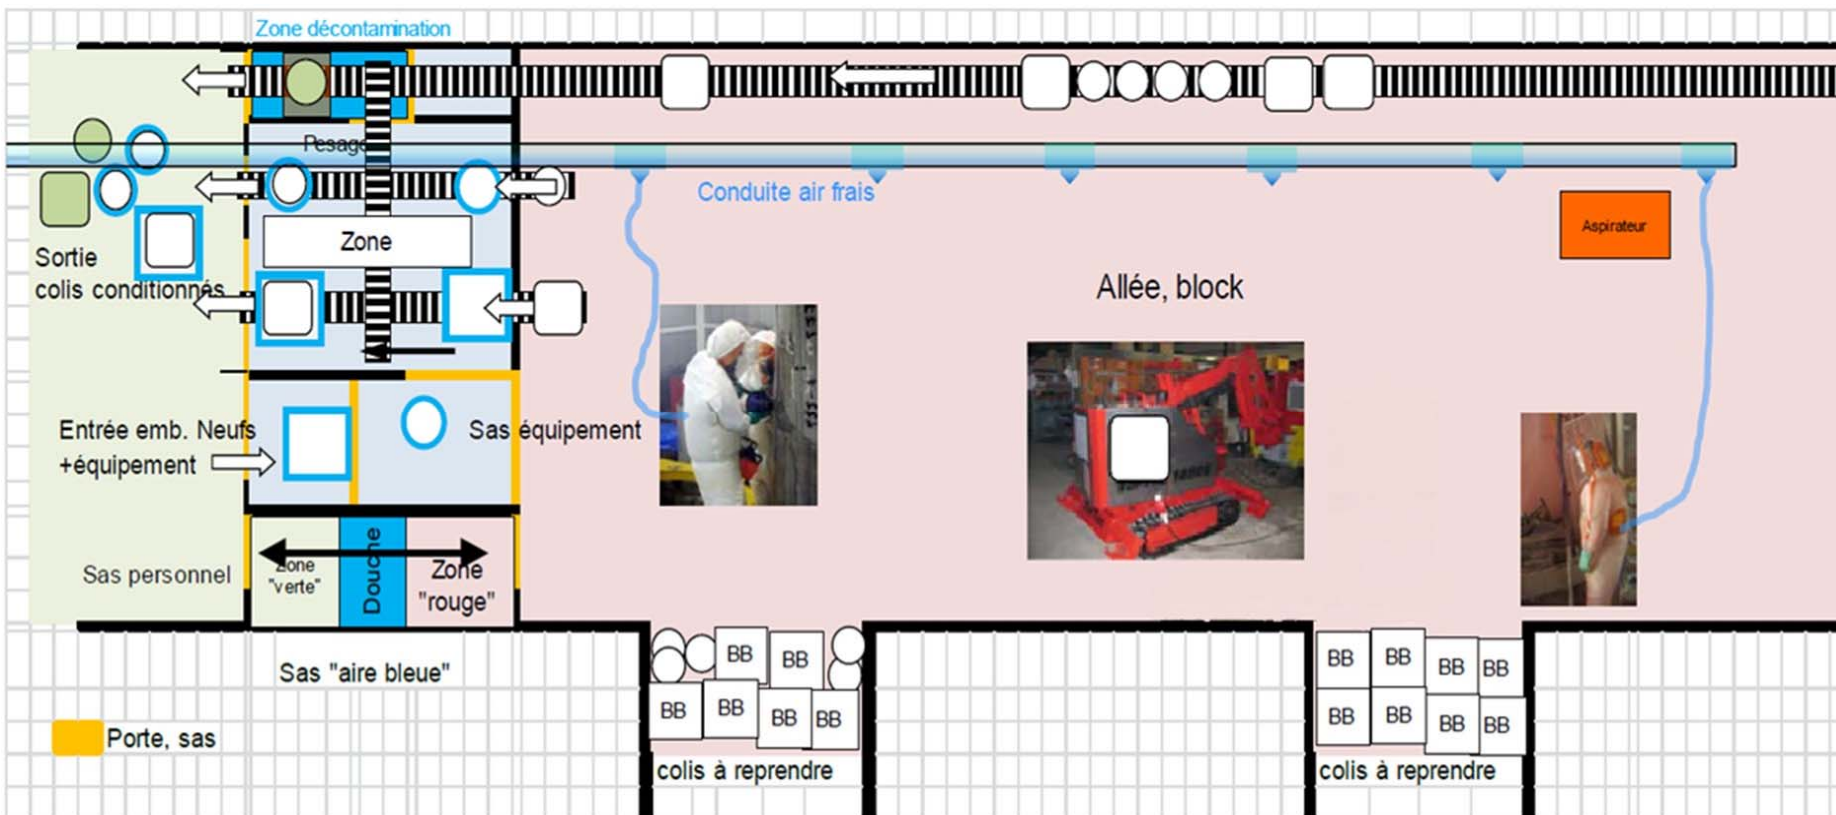 Zone décontamination
Pesage
Conduite air frais
Zone
Aspirateur
Sortie
colis conditionnés
Allée, block
Entrée emb. Neufs
+équipement
Sas équipement
Sas personnel
Zone
"verte"
Douche
Zone
"rouge"
Sas "aire bleue"
Porte, sas
BB
BB
BB
BB
BB
BB
colis à reprendre
BB
BB
BB
BB
BB
BB
BB
BB
colis à reprendre